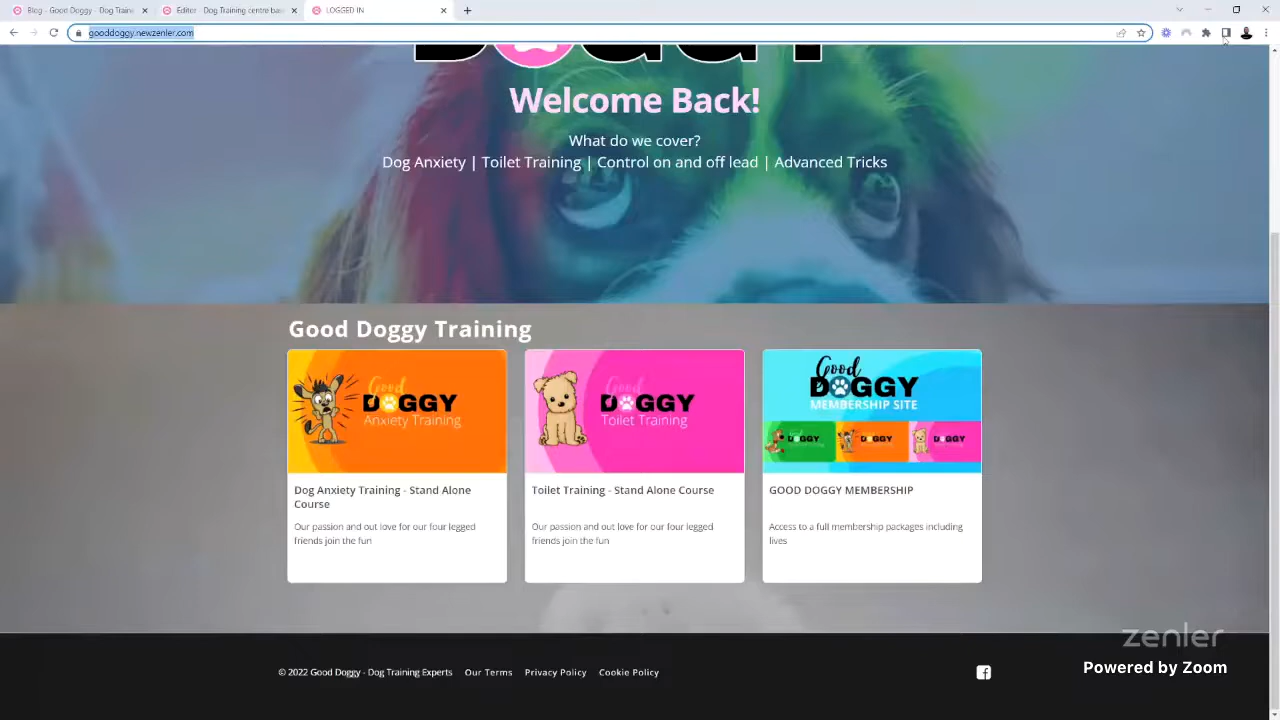 Blog - Good Doggy - Dog Traini
Editor - Dog Training centre bas
LOGGED IN
gooddoggy.newzenler.com
Welcome Back!
What do we cover?
Dog Anxiety | Toilet Training | Control on and off lead | Advanced Tricks
Good Doggy Training
Good
DOGGY
Anxiety Training
Good
DOGGY
Toilet Training
Good
DOGGY
MEMBERSHIP SITE
DOGGY
DOGGY
DOGGY
Dog Anxiety Training - Stand Alone
Course
Our passion and out love for our four legged
friends join the fun!
Toilet Training - Stand Alone Course
Our passion and out love for our four legged
friends join the fun
GOOD DOGGY MEMBERSHIP
Access to a full membership packages including
lives
© 2022 Good Doggy - Dog Training Experts
Our Terms
Privacy Policy
Cookie Policy
zenler
Powered by Zoom